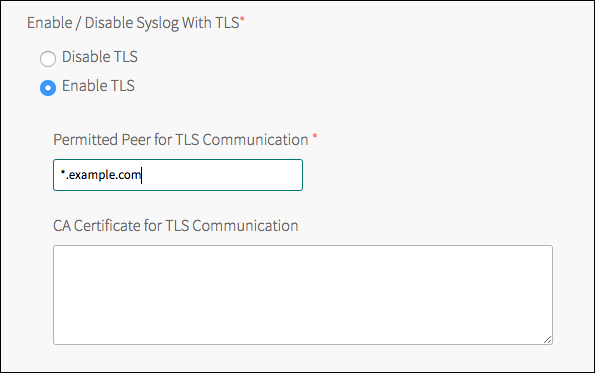 Enable / Disable Syslog With TLS*
Disable TLS
Enable TLS
Permitted Peer for TLS Communication *
*.example.com
CA Certificate for TLS Communication